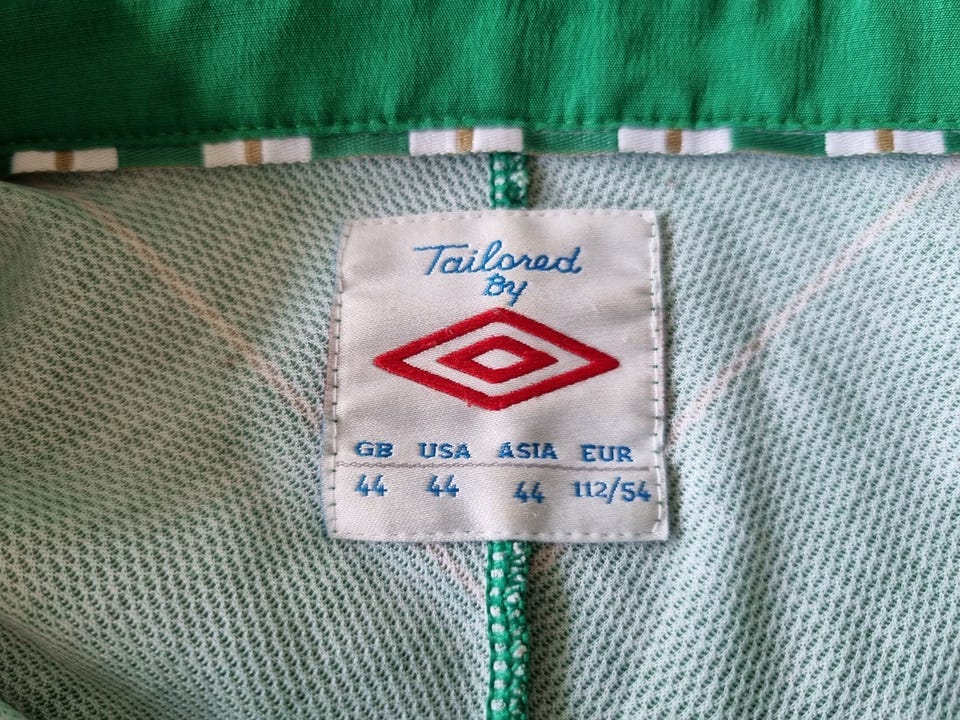 Tailored
By
GB USA ASIA EUR
44 44 44 112/54